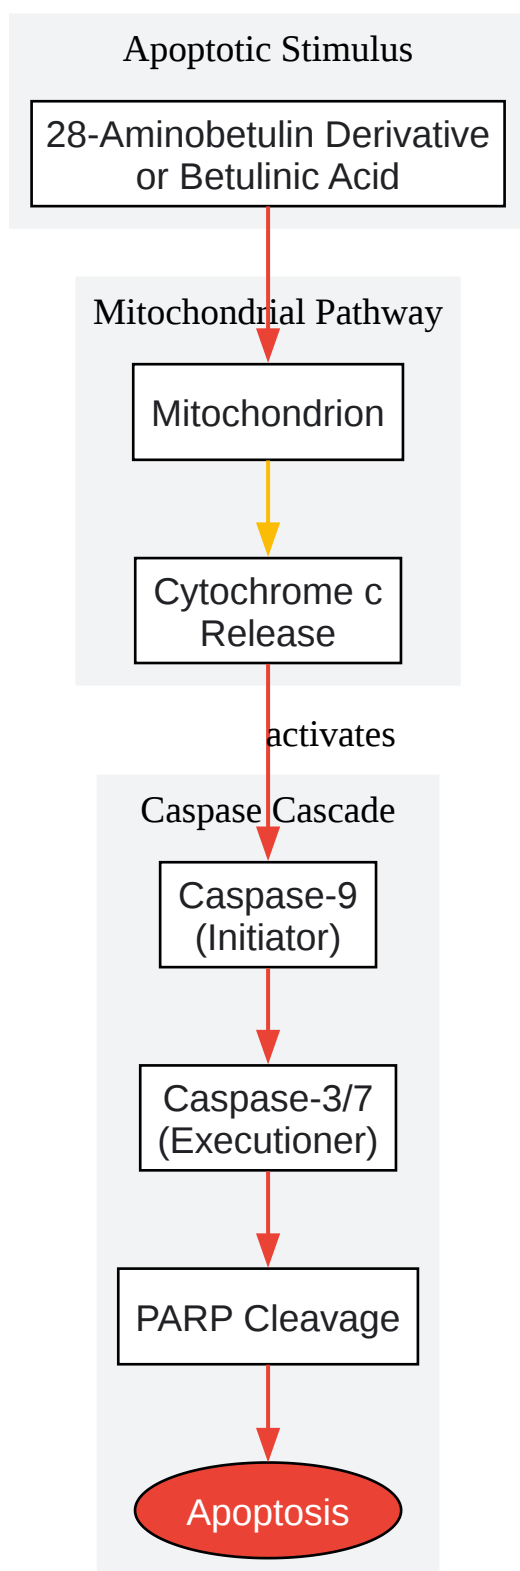 Apoptotic Stimulus
28-Aminobetulin Derivative
or Betulinic Acid
Mitochondrial Pathway
Mitochondrion
Cytochrome c
Release
activates
Caspase Cascade
Caspase-9
(Initiator)
Caspase-3/7
(Executioner)
PARP Cleavage
Apoptosis